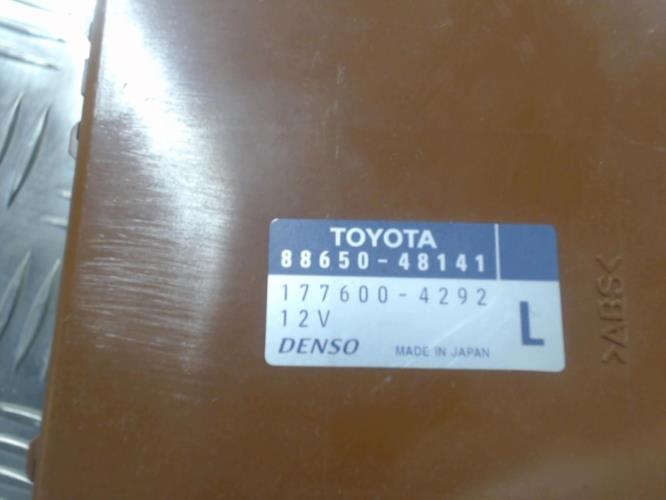 TOYOTA
88650-48141
177600-4292
12V
L
DENSO MADE IN JAPAN
>ABS<